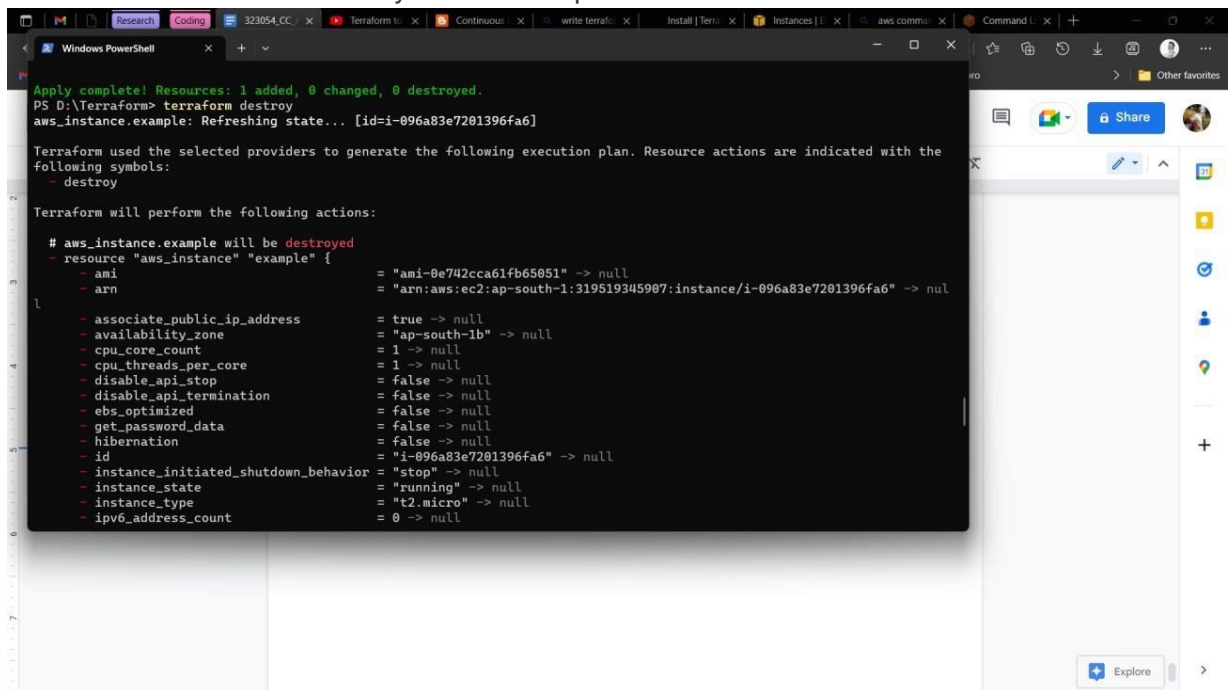 Research Coding 323054_CC_ Terraform to Continuous write terrafo Install | Terra Instances | E aws comma Command Li
Windows PowerShell
Other favorites
Apply complete! Resources: 1 added, 0 changed, 0 destroyed.
PS D:\Terraform> terraform destroy
aws_instance.example: Refreshing state... [id=i-096a83e7201396fa6]
Share
Terraform used the selected providers to generate the following execution plan. Resource actions are indicated with the
following symbols:
- destroy
Terraform will perform the following actions:
# aws_instance.example will be destroyed
- resource "aws_instance" "example" {
- ami = "ami-0e742cca61fb65051" -> null
- arn = "arn:aws:ec2:ap-south-1:319519345907:instance/i-096a83e7201396fa6" -> nul
l
- associate_public_ip_address = true -> null
- availability_zone = "ap-south-1b" -> null
- cpu_core_count = 1 -> null
- cpu_threads_per_core = 1 -> null
- disable_api_stop = false -> null
- disable_api_termination = false -> null
- ebs_optimized = false -> null
- get_password_data = false -> null
- hibernation = false -> null
- id = "i-096a83e7201396fa6" -> null
- instance_initiated_shutdown_behavior = "stop" -> null
- instance_state = "running" -> null
- instance_type = "t2.micro" -> null
- ipv6_address_count = 0 -> null
Explore